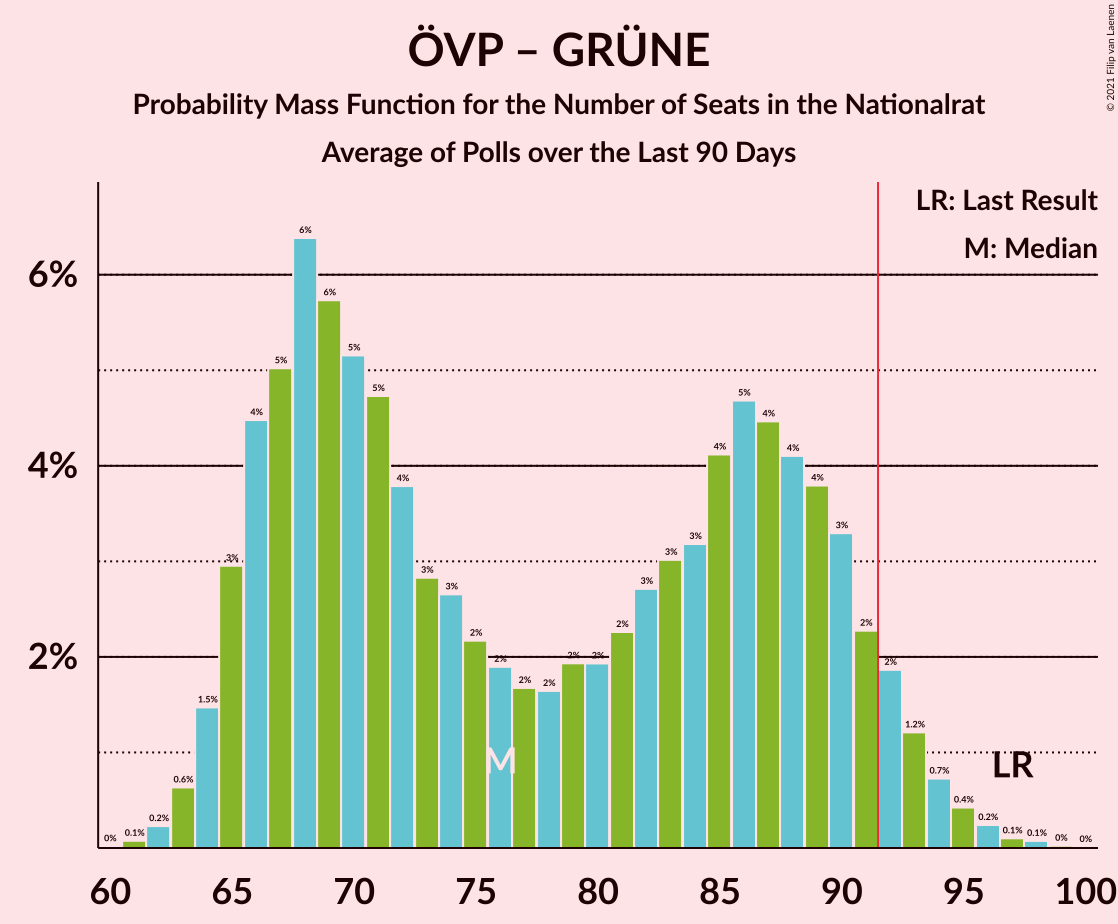 ÖVP – GRÜNE
Probability Mass Function for the Number of Seats in the Nationalrat
Average of Polls over the Last 90 Days
© 2021 Filip van Laenen
LR: Last Result
M: Median
6%
4%
2%
0% 0.1% 0.2% 0.6% 1.5% 3% 4% 5% 6% 6% 5% 5% 4% 3% 3% 2% 2% 2% 2% 2% 2% 2% 3% 3% 3% 4% 5% 4% 4% 4% 3% 2% 2% 1.2% 0.7% 0.4% 0.2% 0.1% 0.1% 0% 0%
M
LR
60 65 70 75 80 85 90 95 100